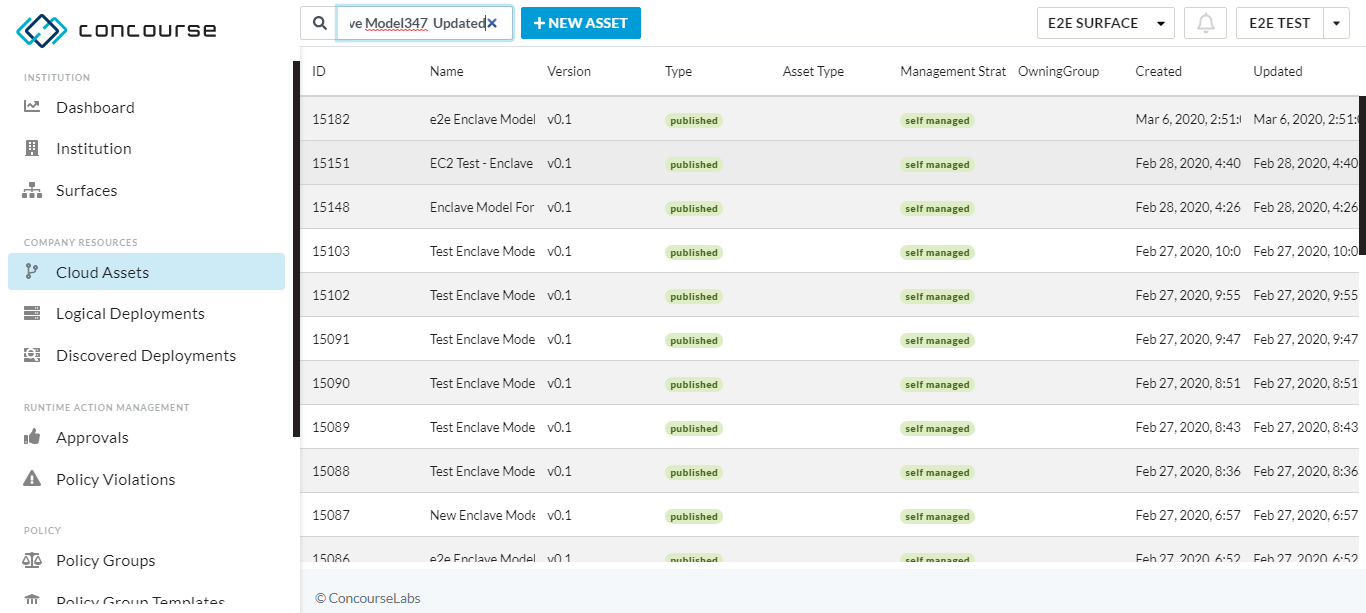 concourse
ve Model347 Updated
NEW ASSET
E2E SURFACE
E2E TEST
INSTITUTION
Dashboard
Institution
Surfaces
COMPANY RESOURCES
Cloud Assets
Logical Deployments
Discovered Deployments
RUNTIME ACTION MANAGEMENT
Approvals
Policy Violations
POLICY
Policy Groups
Policy Group Templates
ID Name Version Type Asset Type Management Strat OwningGroup Created Updated
15182 e2e Enclave Model v0.1 published self managed Mar 6, 2020, 2:51:0 Mar 6, 2020, 2:51:0
15151 EC2 Test - Enclave v0.1 published self managed Feb 28, 2020, 4:40 Feb 28, 2020, 4:40
15148 Enclave Model For v0.1 published self managed Feb 28, 2020, 4:26 Feb 28, 2020, 4:26
15103 Test Enclave Mode v0.1 published self managed Feb 27, 2020, 10:0 Feb 27, 2020, 10:0
15102 Test Enclave Mode v0.1 published self managed Feb 27, 2020, 9:55 Feb 27, 2020, 9:55
15091 Test Enclave Mode v0.1 published self managed Feb 27, 2020, 9:47 Feb 27, 2020, 9:47
15090 Test Enclave Mode v0.1 published self managed Feb 27, 2020, 8:51 Feb 27, 2020, 8:51
15089 Test Enclave Mode v0.1 published self managed Feb 27, 2020, 8:43 Feb 27, 2020, 8:43
15088 Test Enclave Mode v0.1 published self managed Feb 27, 2020, 8:36 Feb 27, 2020, 8:36
15087 New Enclave Mode v0.1 published self managed Feb 27, 2020, 6:57 Feb 27, 2020, 6:57
15086 e2e Enclave Model v0.1 published self managed Feb 27, 2020, 6:52 Feb 27, 2020, 6:52
© ConcourseLabs